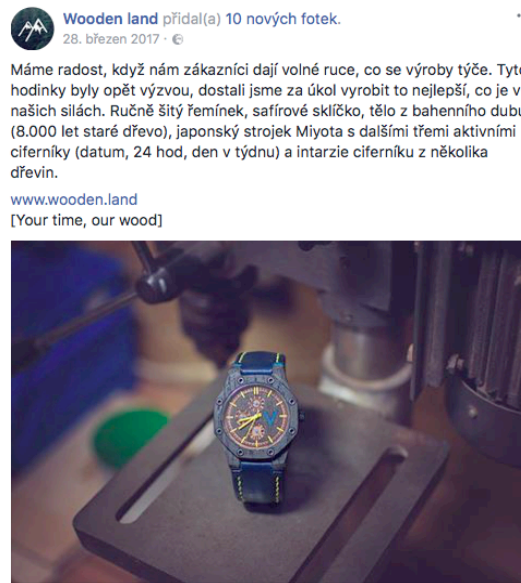 Wooden land přidal(a) 10 nových fotek.
28. březen 2017 ·
Máme radost, když nám zákazníci dají volné ruce, co se výroby týče. Tyto
hodinky byly opět výzvou, dostali jsme za úkol vyrobit to nejlepší, co je v
našich silách. Ručně šitý řemínek, safírové sklíčko, tělo z bahenního dubu
(8.000 let staré dřevo), japonský strojek Miyota s dalšími třemi aktivními
ciferníky (datum, 24 hod, den v týdnu) a intarzie ciferníku z několika
dřevin.
www.wooden.land
[Your time, our wood]